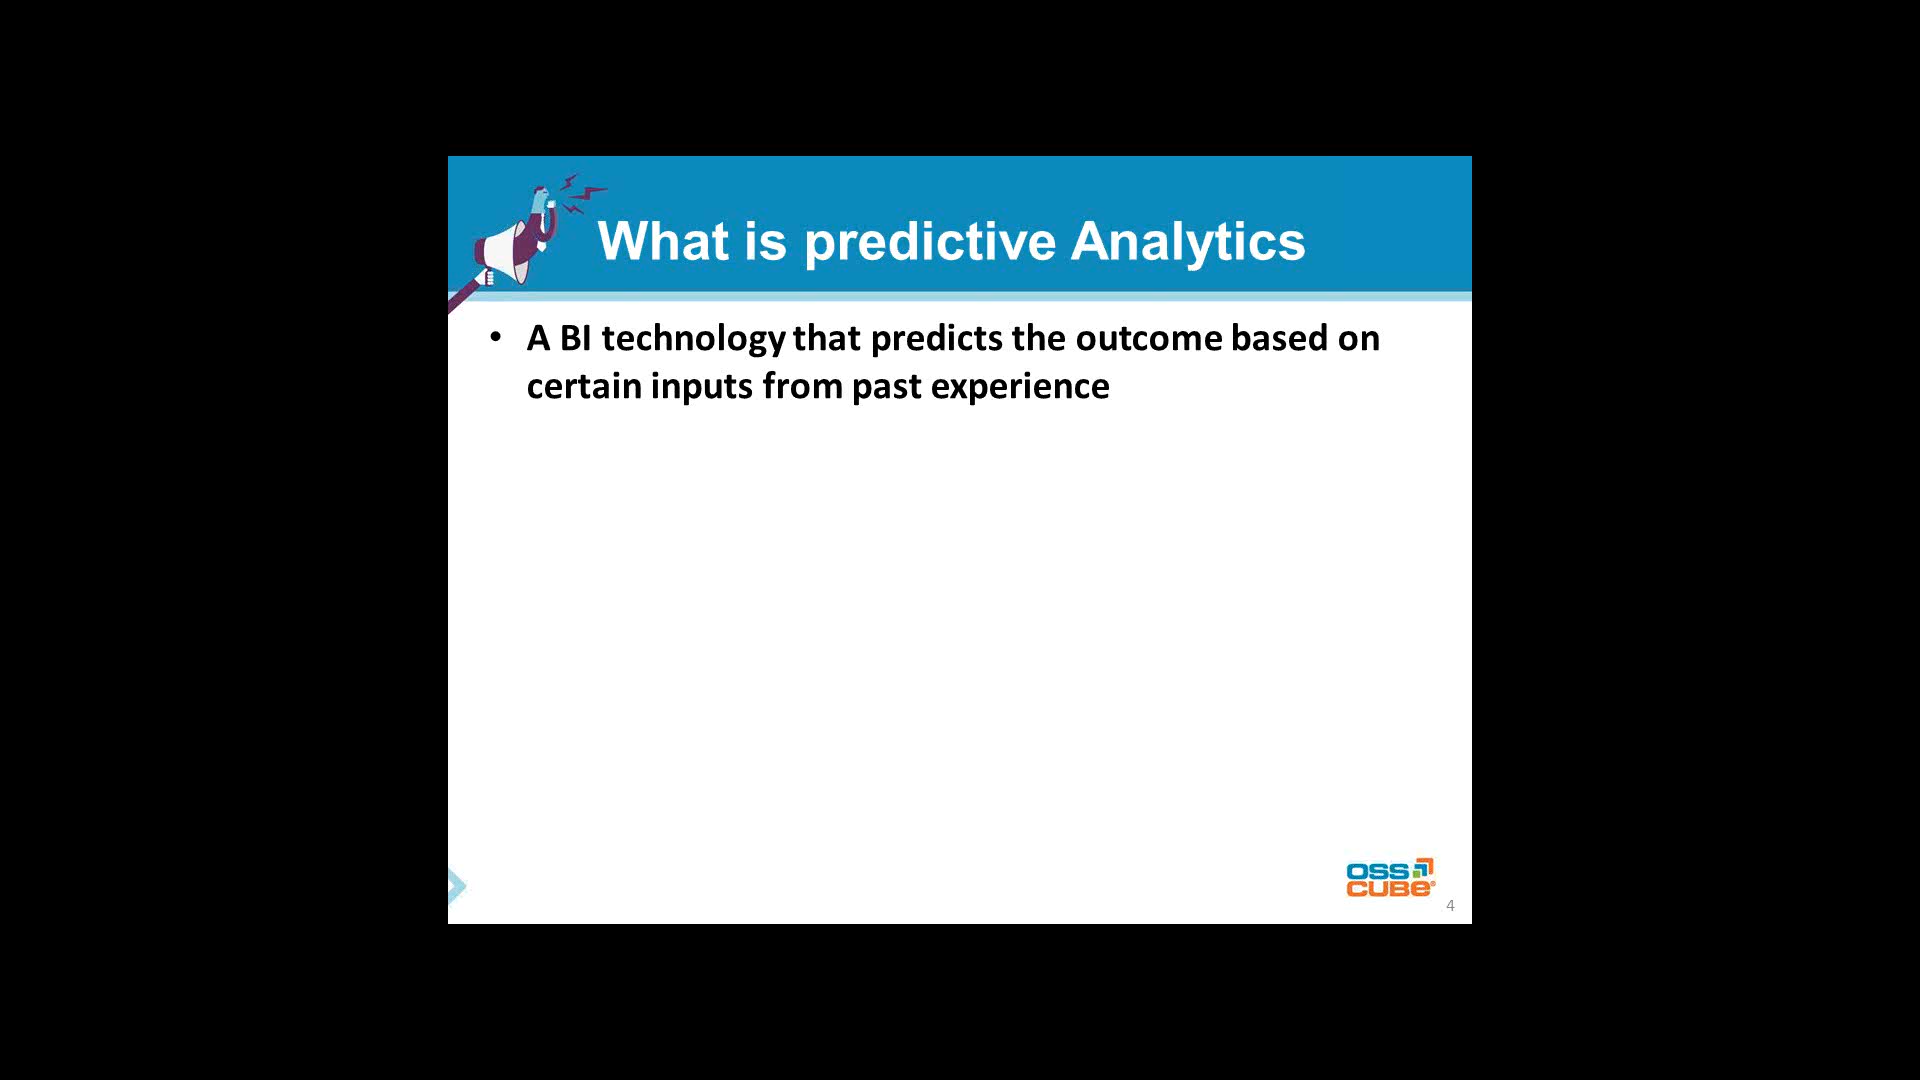 What is predictive Analytics
• A BI technology that predicts the outcome based on
certain inputs from past experience
OSS
CUBE®
4